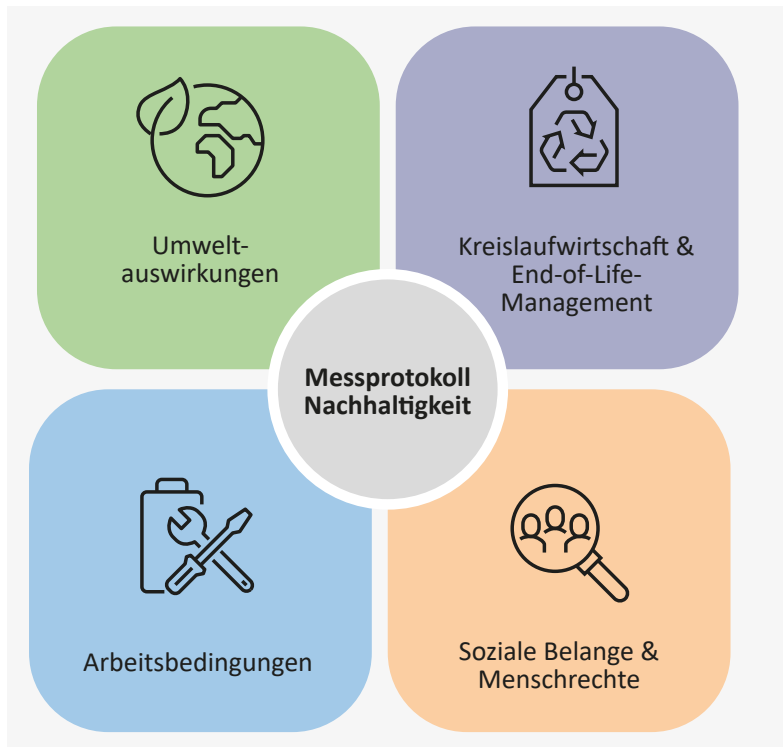 Umwelt-
auswirkungen
Kreislaufwirtschaft &
End-of-Life-
Management
Messprotokoll
Nachhaltigkeit
Arbeitsbedingungen
Soziale Belange &
Menschrechte